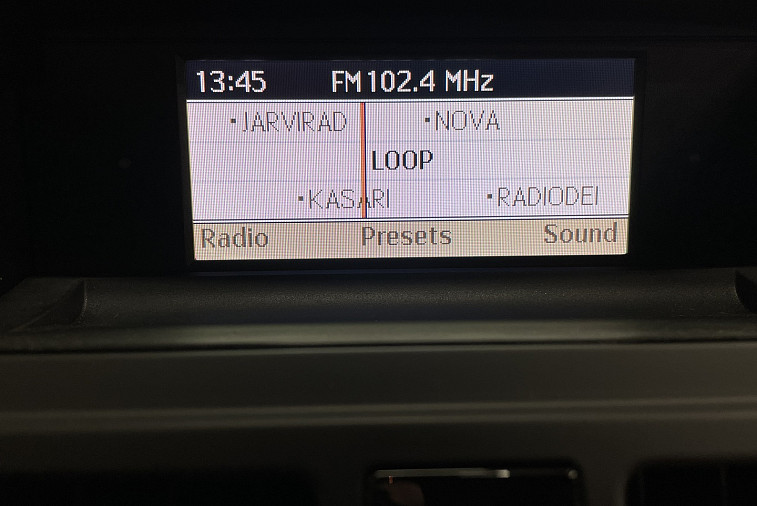 13:45 FM 102.4 MHz
•JARVIRAD •NOVA
LOOP
•KASARI •RADIODEI
Radio Presets Sound